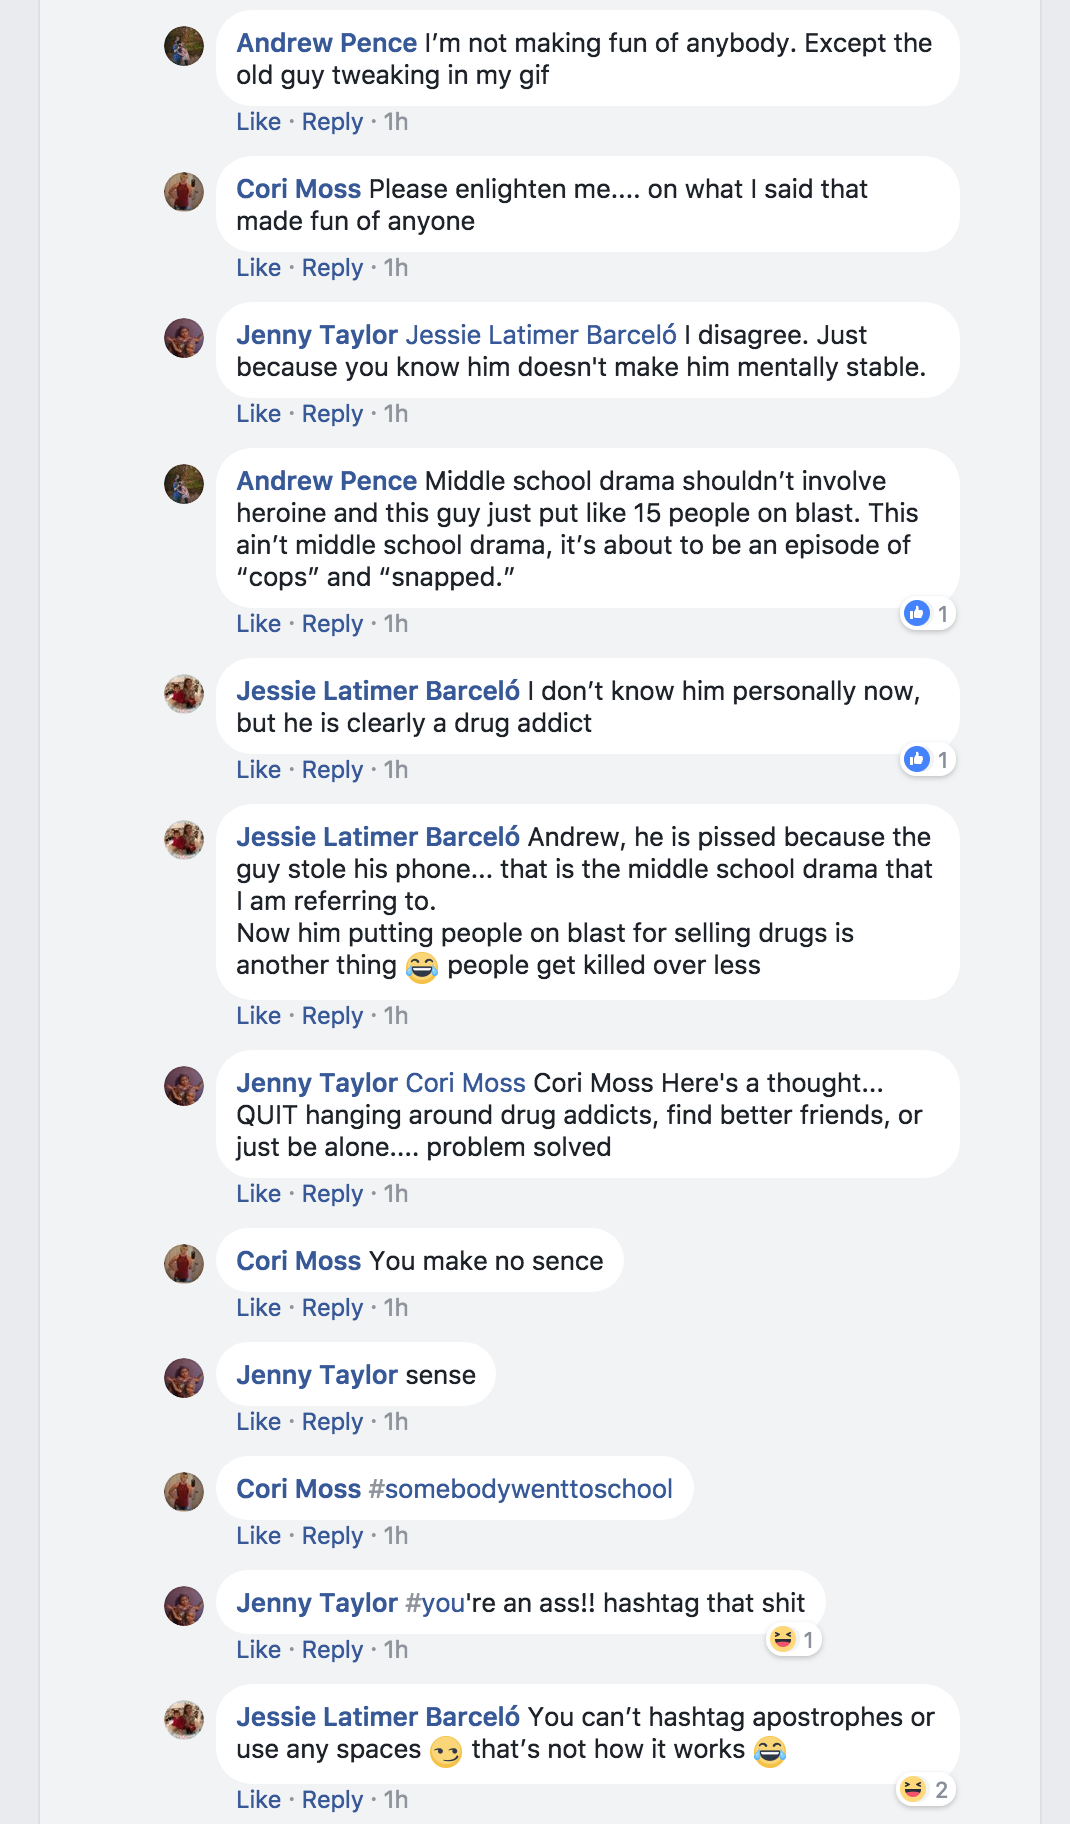 Andrew Pence I’m not making fun of anybody. Except the
old guy tweaking in my gif
Like · Reply · 1h
Cori Moss Please enlighten me.... on what I said that
made fun of anyone
Like · Reply · 1h
Jenny Taylor Jessie Latimer Barceló I disagree. Just
because you know him doesn't make him mentally stable.
Like · Reply · 1h
Andrew Pence Middle school drama shouldn’t involve
heroine and this guy just put like 15 people on blast. This
ain’t middle school drama, it’s about to be an episode of
“cops” and “snapped.”
1
Like · Reply · 1h
Jessie Latimer Barceló I don’t know him personally now,
but he is clearly a drug addict
1
Like · Reply · 1h
Jessie Latimer Barceló Andrew, he is pissed because the
guy stole his phone... that is the middle school drama that
I am referring to.
Now him putting people on blast for selling drugs is
another thing 😂 people get killed over less
Like · Reply · 1h
Jenny Taylor Cori Moss Cori Moss Here's a thought...
QUIT hanging around drug addicts, find better friends, or
just be alone.... problem solved
Like · Reply · 1h
Cori Moss You make no sence
Like · Reply · 1h
Jenny Taylor sense
Like · Reply · 1h
Cori Moss #somebodywenttoschool
Like · Reply · 1h
Jenny Taylor #you're an ass!! hashtag that shit
1
Like · Reply · 1h
Jessie Latimer Barceló You can’t hashtag apostrophes or
use any spaces 😏 that’s not how it works 😂
2
Like · Reply · 1h